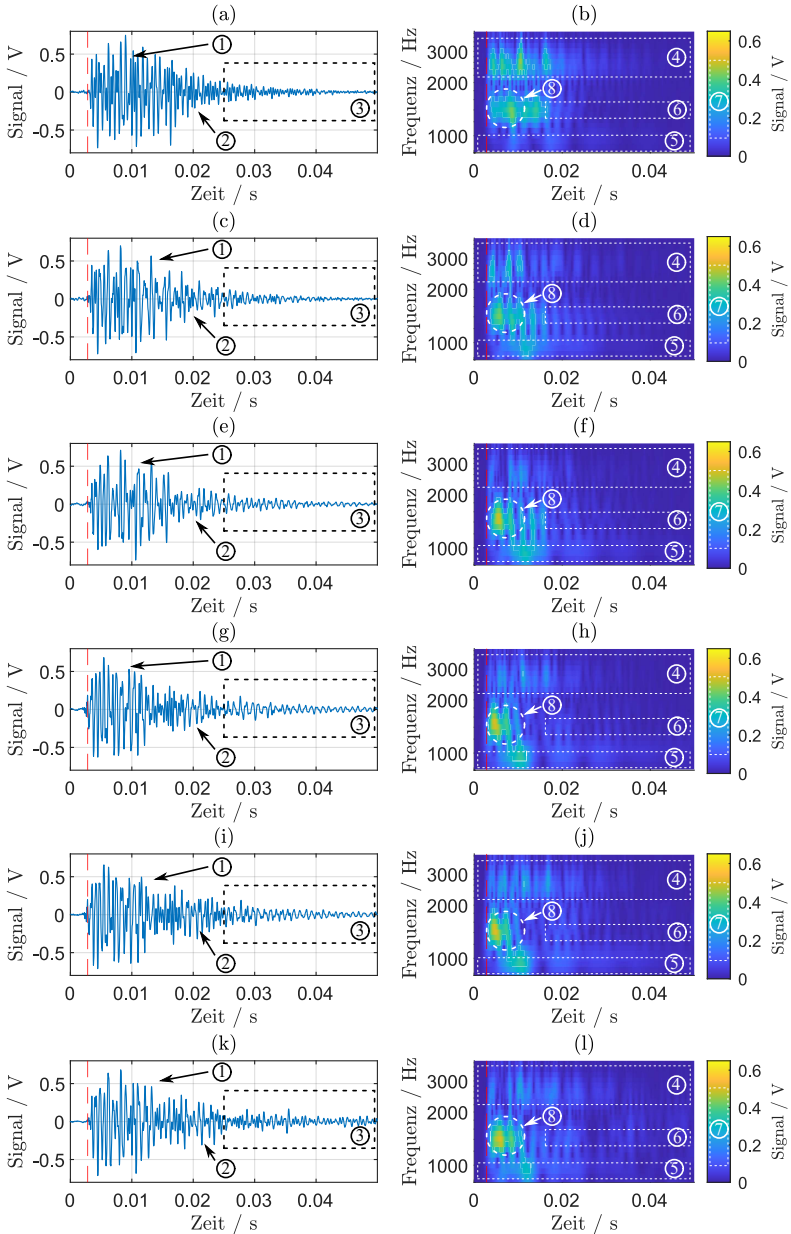 (a) (b)
Signal / V
0.5
0
-0.5
① ② ③
0 0.01 0.02 0.03 0.04
Zeit / s
Frequenz / Hz
3000
2000
1000
④ ⑧ ⑥ ⑤
0 0.02 0.04
Zeit / s
0.6
0.4
⑦
0.2
0
Signal / V
(c) (d)
Signal / V
0.5
0
-0.5
① ② ③
0 0.01 0.02 0.03 0.04
Zeit / s
Frequenz / Hz
3000
2000
1000
④ ⑧ ⑥ ⑤
0 0.02 0.04
Zeit / s
0.6
0.4
⑦
0.2
0
Signal / V
(e) (f)
Signal / V
0.5
0
-0.5
① ② ③
0 0.01 0.02 0.03 0.04
Zeit / s
Frequenz / Hz
3000
2000
1000
④ ⑧ ⑥ ⑤
0 0.02 0.04
Zeit / s
0.6
0.4
⑦
0.2
0
Signal / V
(g) (h)
Signal / V
0.5
0
-0.5
① ② ③
0 0.01 0.02 0.03 0.04
Zeit / s
Frequenz / Hz
3000
2000
1000
④ ⑧ ⑥ ⑤
0 0.02 0.04
Zeit / s
0.6
0.4
⑦
0.2
0
Signal / V
(i) (j)
Signal / V
0.5
0
-0.5
① ② ③
0 0.01 0.02 0.03 0.04
Zeit / s
Frequenz / Hz
3000
2000
1000
④ ⑧ ⑥ ⑤
0 0.02 0.04
Zeit / s
0.6
0.4
⑦
0.2
0
Signal / V
(k) (l)
Signal / V
0.5
0
-0.5
① ② ③
0 0.01 0.02 0.03 0.04
Zeit / s
Frequenz / Hz
3000
2000
1000
④ ⑧ ⑥ ⑤
0 0.02 0.04
Zeit / s
0.6
0.4
⑦
0.2
0
Signal / V